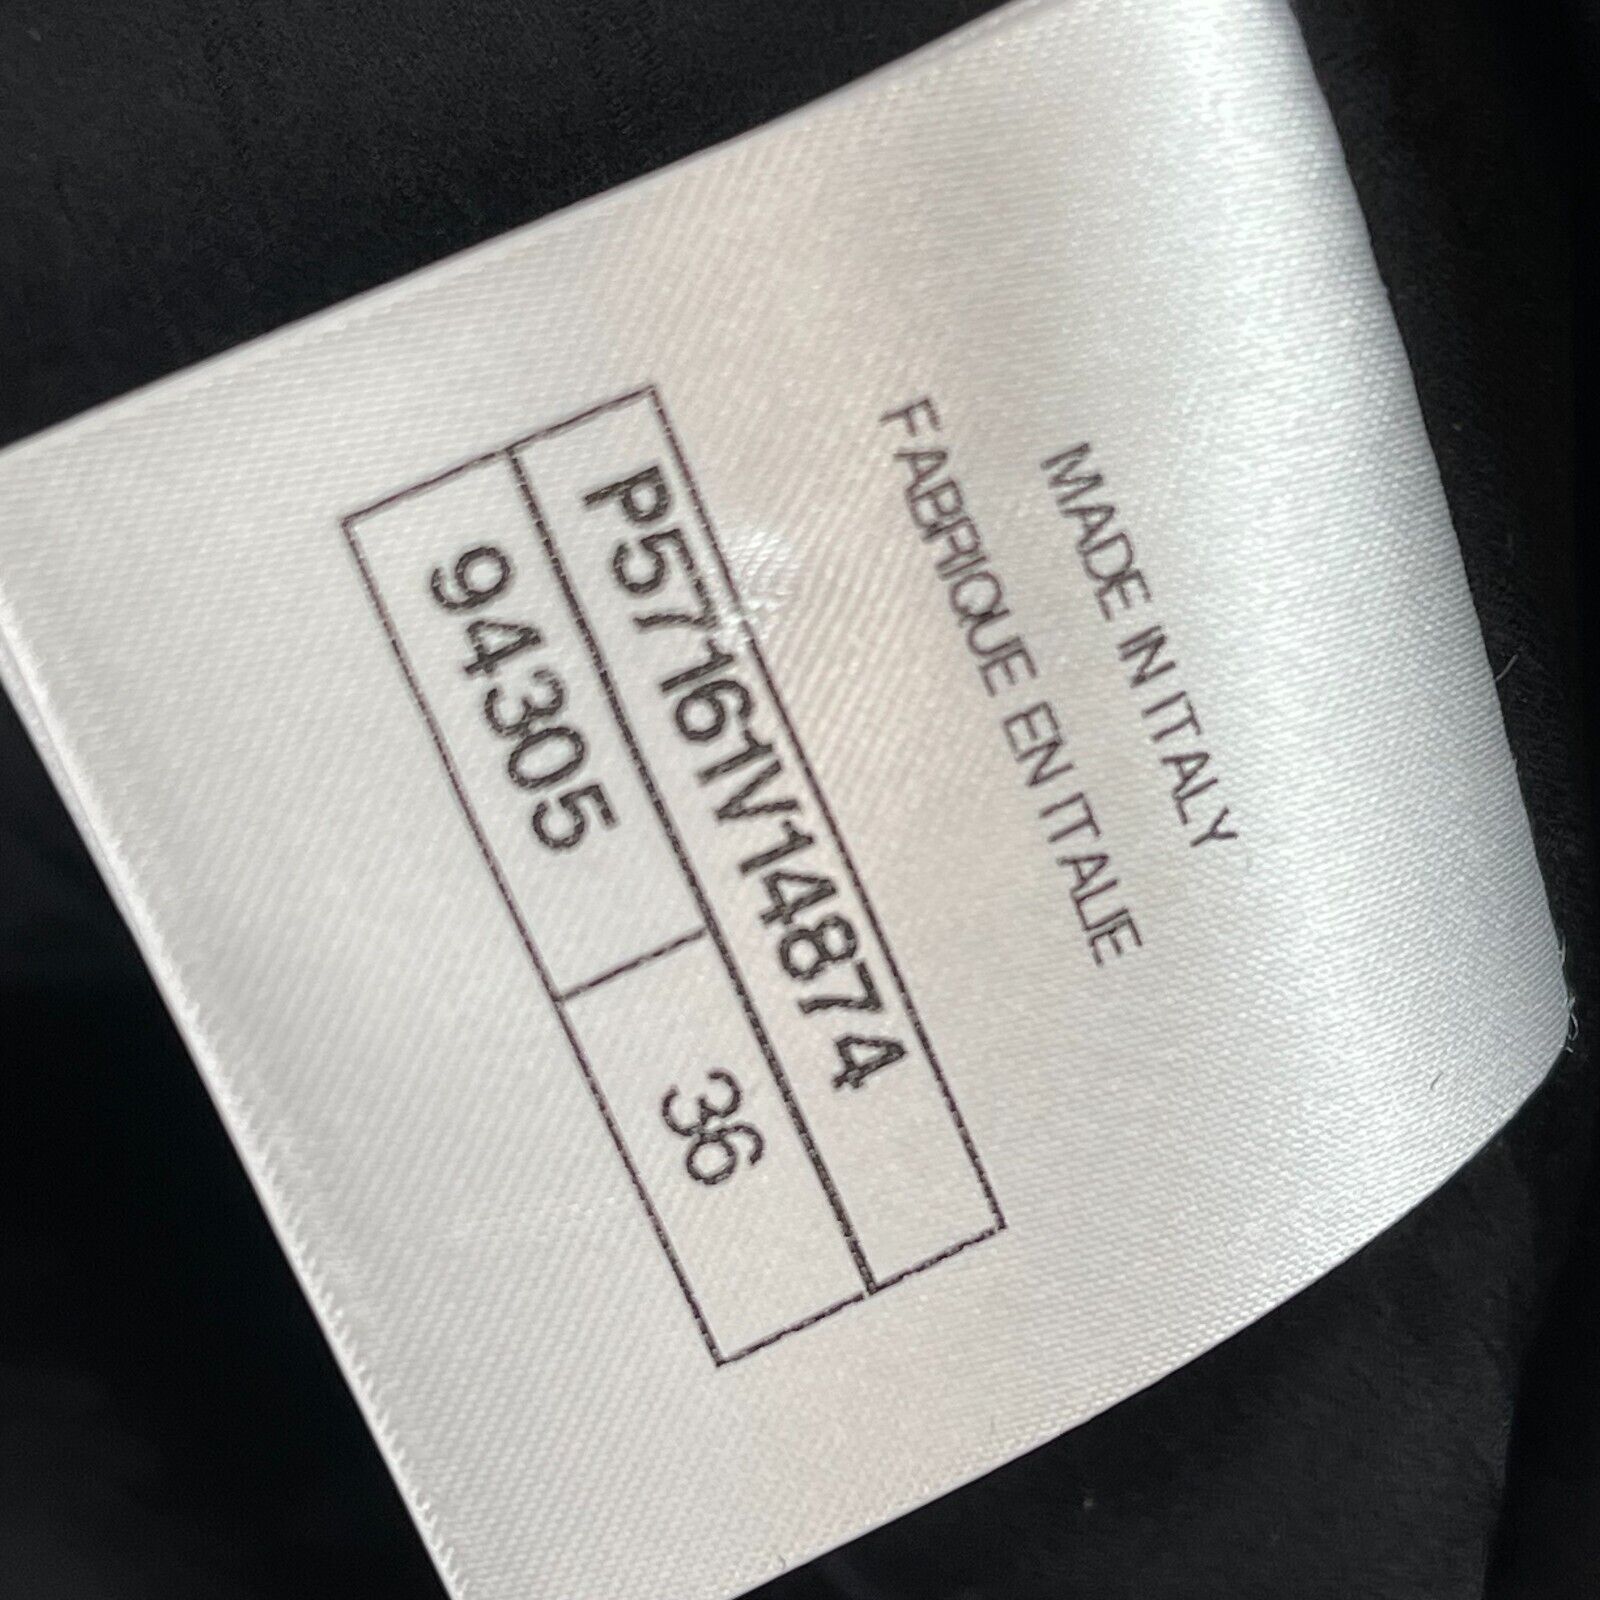 MADE IN ITALY
FABRIQUE EN ITALIE
P57161V14874
94305 36